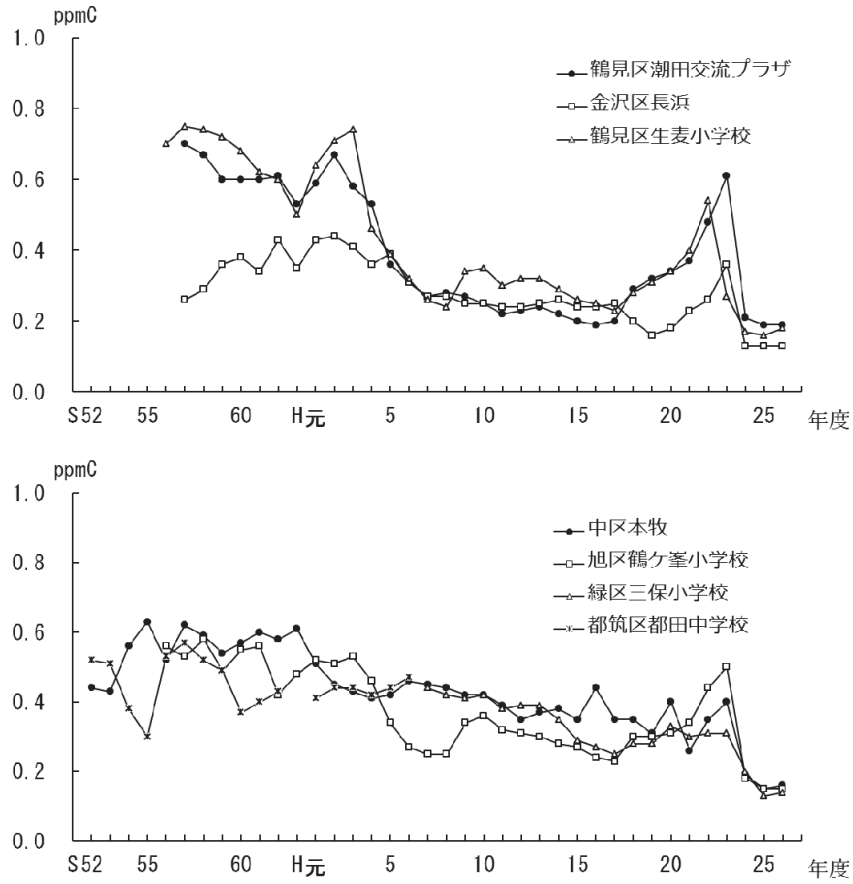 ppmC
1.0
鶴見区潮田交流プラザ
金沢区長浜
0.8
鶴見区生麦小学校
0.6
0.4
0.2
0.0
S52 55 60 H元 5 10 15 20 25 年度
ppmC
1.0
中区本牧
旭区鶴ケ峯小学校
0.8
緑区三保小学校
都筑区都田中学校
0.6
0.4
0.2
0.0
S52 55 60 H元 5 10 15 20 25 年度